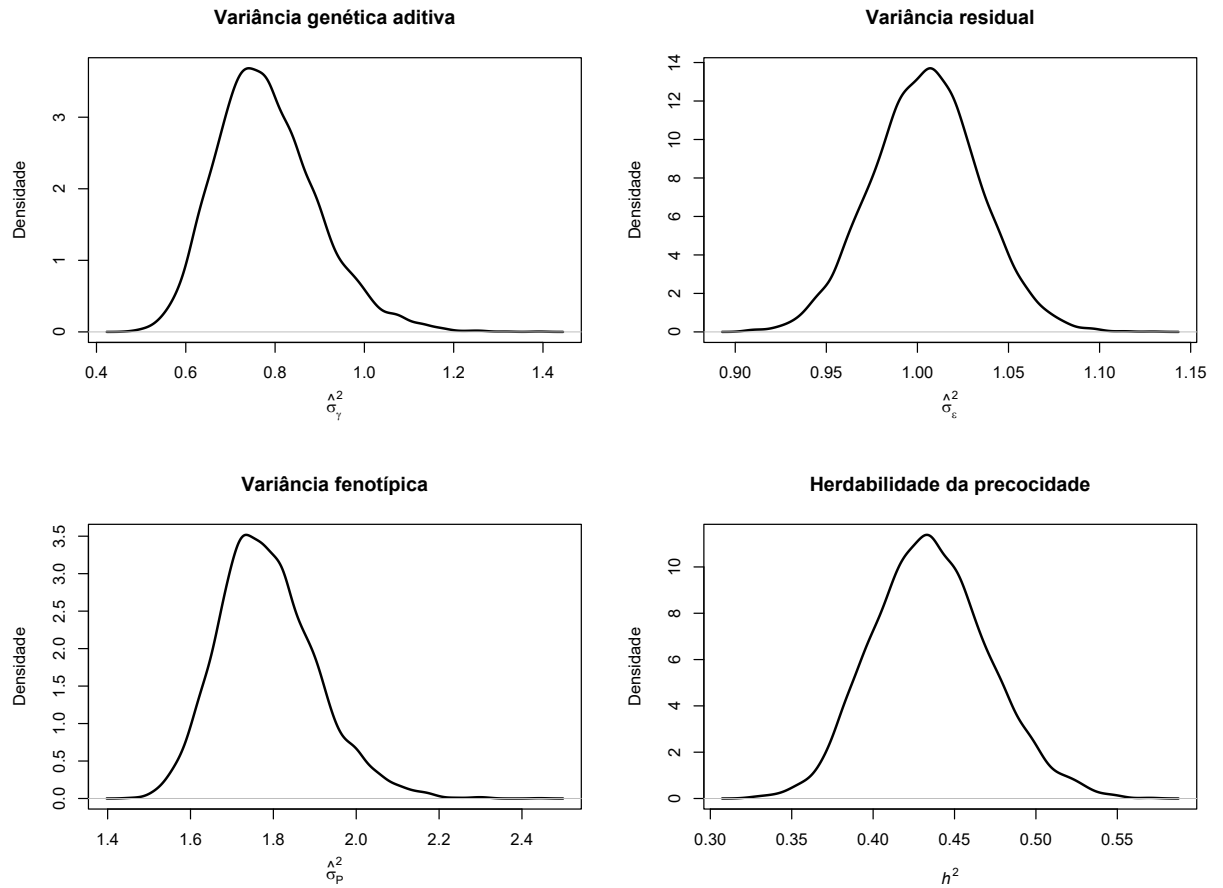 Variância genética aditiva
Densidade
0 1 2 3
0.4 0.6 0.8 1.0 1.2 1.4
σ̂²γ
Variância residual
Densidade
0 2 4 6 8 10 12 14
0.90 0.95 1.00 1.05 1.10 1.15
σ̂²ε
Variância fenotípica
Densidade
0.0 0.5 1.0 1.5 2.0 2.5 3.0 3.5
1.4 1.6 1.8 2.0 2.2 2.4
σ̂²P
Herdabilidade da precocidade
Densidade
0 2 4 6 8 10
0.30 0.35 0.40 0.45 0.50 0.55
h²